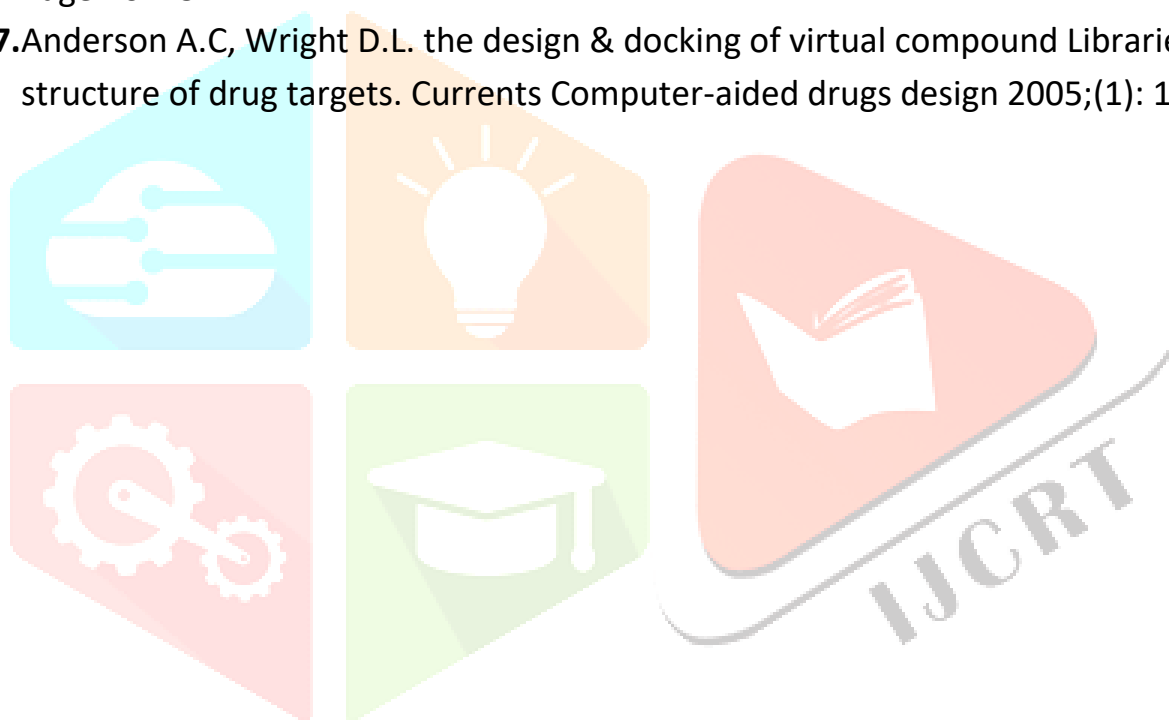 7.Anderson A.C, Wright D.L. the design & docking of virtual compound Librarie
structure of drug targets. Currents Computer-aided drugs design 2005;(1): 1
IJCRT